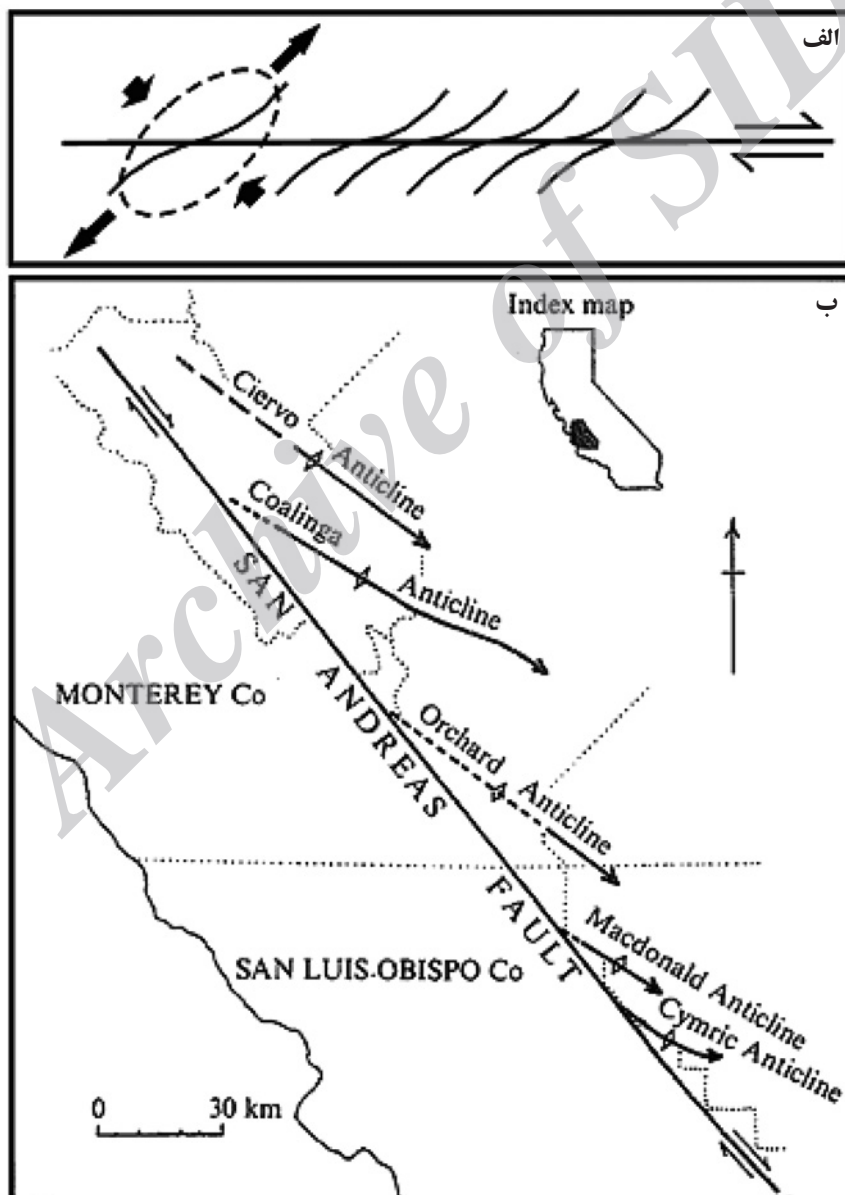 الف
ب
Index map
Ciervo Anticline
Coalinga Anticline
SAN ANDREAS FAULT
MONTEREY Co
Orchard Anticline
Macdonald Anticline
SAN LUIS-OBISPO Co
Cymric Anticline
0 30 km
Archive of SID